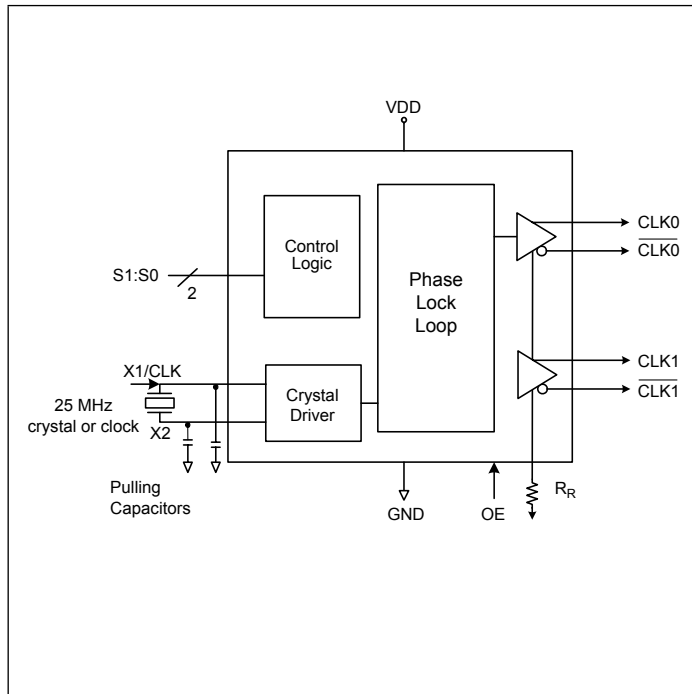 VDD
Control
Logic
S1:S0
2
Phase
Lock
Loop
CLK0
CLK0
X1/CLK
25 MHz
crystal or clock
X2
Crystal
Driver
CLK1
CLK1
Pulling
Capacitors
GND
OE
RR